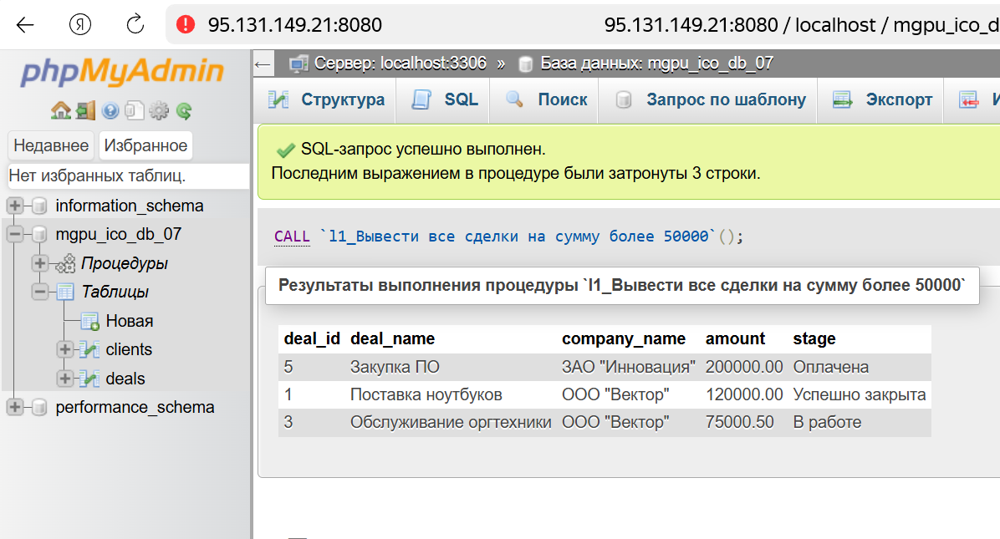 Я
95.131.149.21:8080
95.131.149.21:8080 / localhost / mgpu_ico_d
phpMyAdmin
Недавнее Избранное
Нет избранных таблиц.
information_schema
mgpu_ico_db_07
Процедуры
Таблицы
Новая
clients
deals
performance_schema
Сервер: localhost:3306 » База данных: mgpu_ico_db_07
Структура SQL Поиск Запрос по шаблону Экспорт И
SQL-запрос успешно выполнен.
Последним выражением в процедуре были затронуты 3 строки.
CALL `l1_Вывести все сделки на сумму более 50000`();
Результаты выполнения процедуры `l1_Вывести все сделки на сумму более 50000`
deal_id deal_name company_name amount stage
5 Закупка ПО ЗАО "Инновация" 200000.00 Оплачена
1 Поставка ноутбуков ООО "Вектор" 120000.00 Успешно закрыта
3 Обслуживание оргтехники ООО "Вектор" 75000.50 В работе